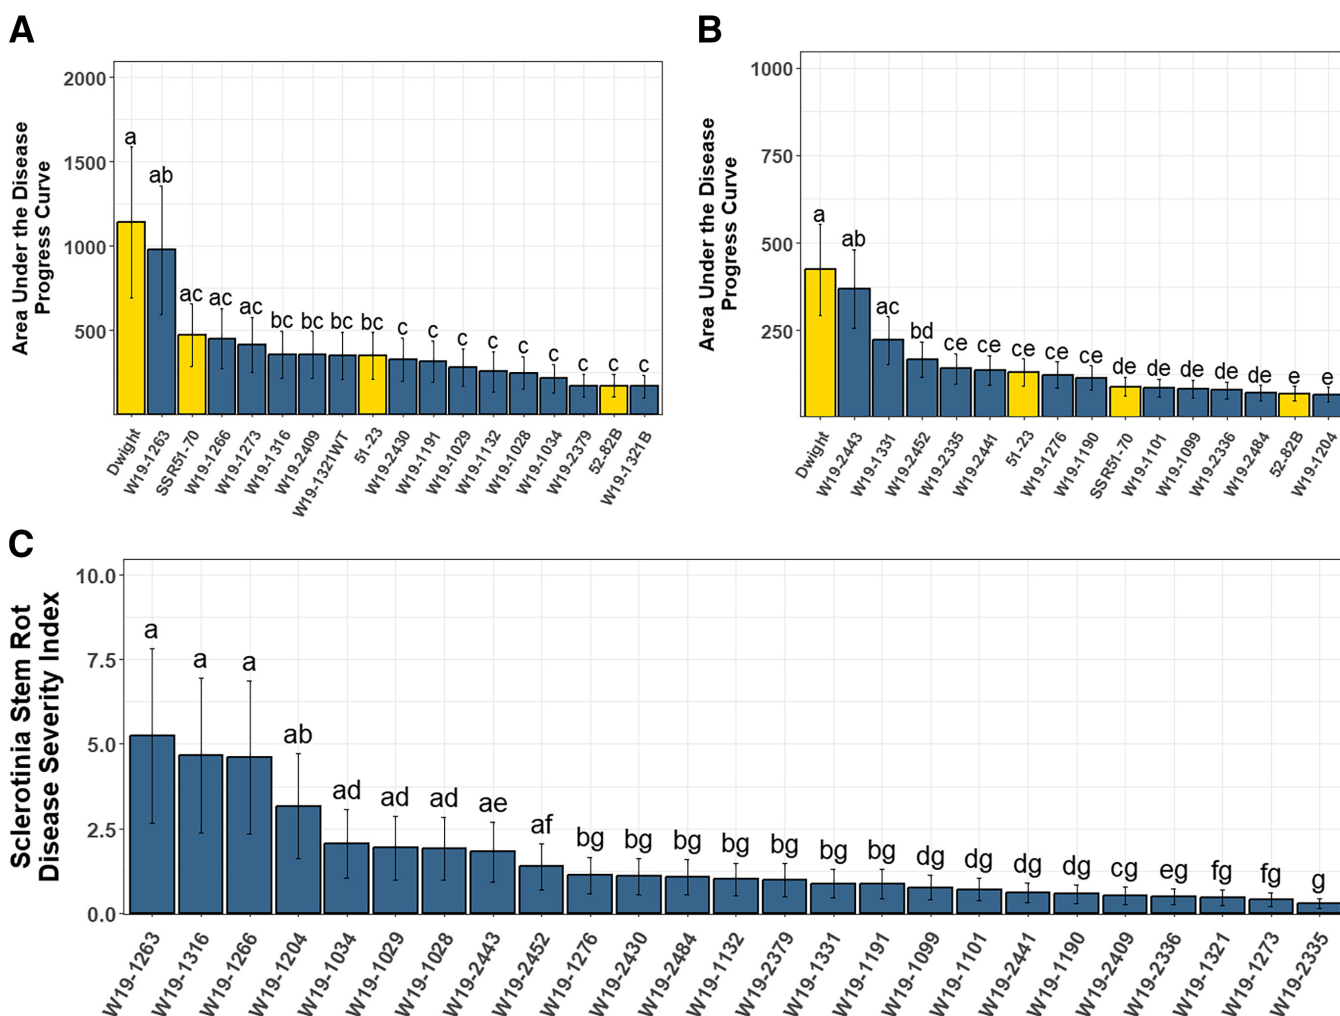 A
Area Under the Disease
Progress Curve
2000
1500
1000
500
a
ab
ac
ac
ac
bc
bc
bc
bc
c
c
c
c
c
c
c
c
c
Dwight
W19-1263
SSR51-70
W19-1266
W19-1273
W19-1316
W19-2409
W19-1321WT
51-23
W19-2430
W19-1191
W19-1029
W19-1132
W19-1028
W19-1034
W19-2379
52-82B
W19-1321B
B
Area Under the Disease
Progress Curve
1000
750
500
250
a
ab
ac
bd
ce
ce
ce
ce
ce
de
de
de
de
de
e
e
Dwight
W19-2443
W19-1331
W19-2452
W19-2335
W19-2441
51-23
W19-1276
W19-1190
SSR51-70
W19-1101
W19-1099
W19-2336
W19-2484
52-82B
W19-1204
C
Sclerotinia Stem Rot
Disease Severity Index
10.0
7.5
5.0
2.5
0.0
a
a
a
ab
ad
ad
ad
ae
af
bg
bg
bg
bg
bg
bg
bg
dg
dg
dg
dg
cg
eg
fg
fg
g
W19-1263
W19-1316
W19-1266
W19-1204
W19-1034
W19-1029
W19-1028
W19-2443
W19-2452
W19-1276
W19-2430
W19-2484
W19-1132
W19-2379
W19-1331
W19-1191
W19-1099
W19-1101
W19-2441
W19-1190
W19-2409
W19-2336
W19-1321
W19-1273
W19-2335